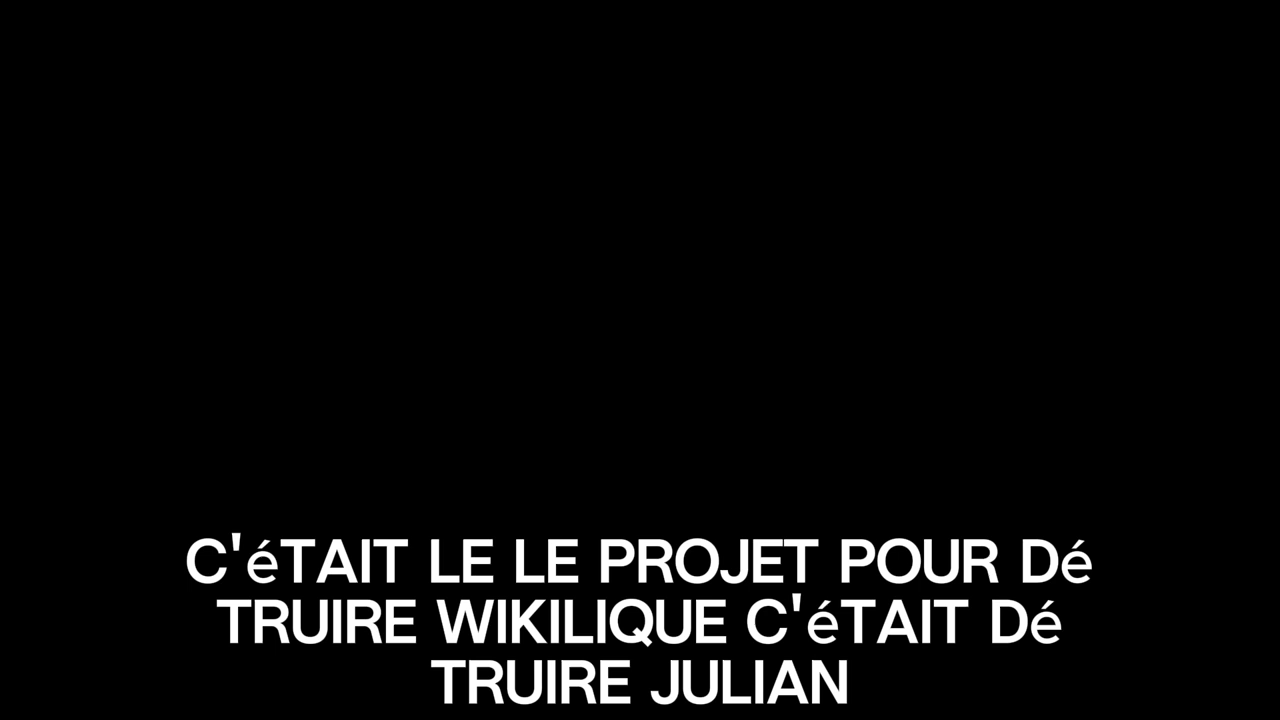 C'éTAIT LE LE PROJET POUR Dé
TRUIRE WIKILIQUE C'éTAIT Dé
TRUIRE JULIAN